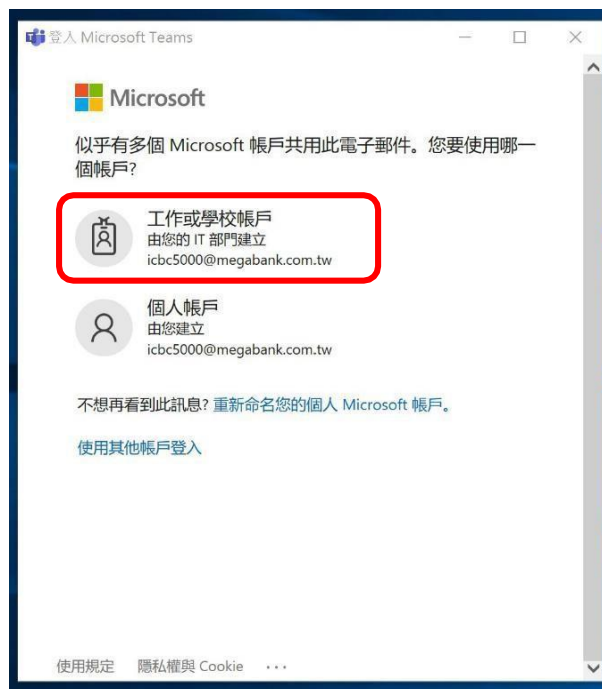 登入 Microsoft Teams
Microsoft
似乎有多個 Microsoft 帳戶共用此電子郵件。您要使用哪一
個帳戶?
工作或學校帳戶
由您的 IT 部門建立
icbc5000@megabank.com.tw
個人帳戶
由您建立
icbc5000@megabank.com.tw
不想再看到此訊息? 重新命名您的個人 Microsoft 帳戶。
使用其他帳戶登入
使用規定 隱私權與 Cookie ···